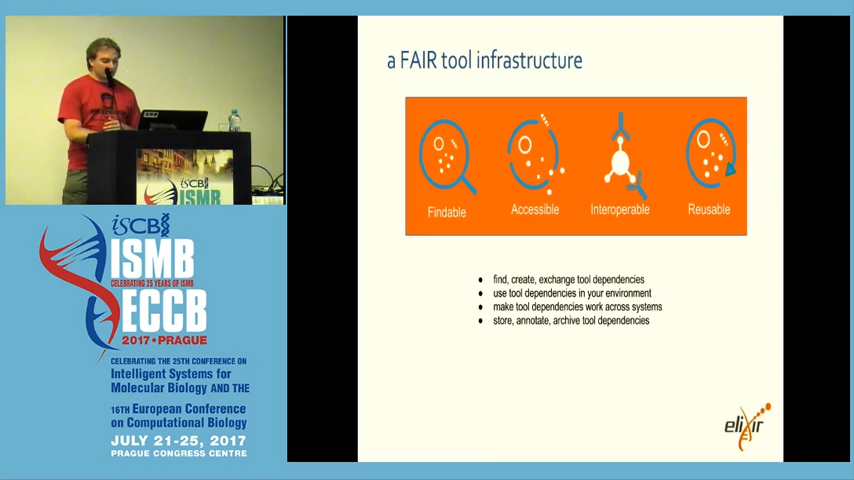 iSCB
ISMB
iSCB
ISMB
CELEBRATING 25 YEARS OF ISMB
ECCB
2017 • PRAGUE
CELEBRATING THE 25TH CONFERENCE ON
Intelligent Systems for
Molecular Biology AND THE
16TH European Conference
on Computational Biology
JULY 21-25, 2017
PRAGUE CONGRESS CENTRE
a FAIR tool infrastructure
Findable
Accessible
Interoperable
Reusable
● find, create, exchange tool dependencies
● use tool dependencies in your environment
● make tool dependencies work across systems
● store, annotate, archive tool dependencies
elixir